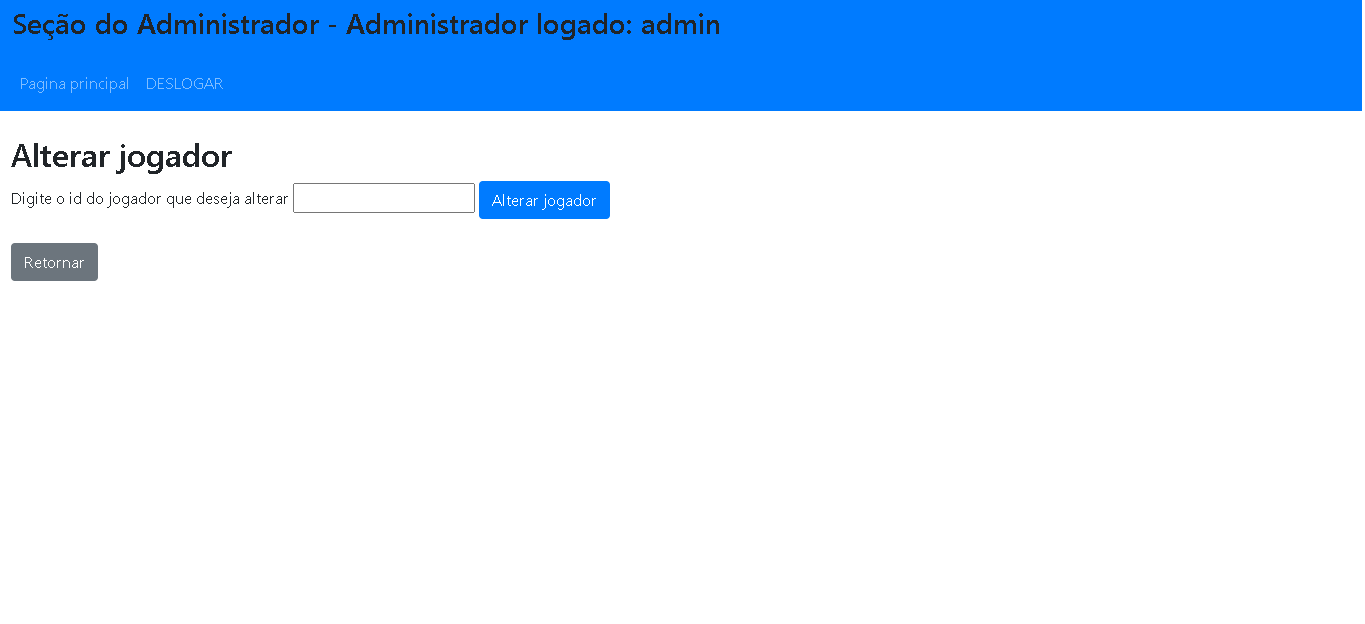 Seção do Administrador - Administrador logado: admin
Pagina principal DESLOGAR
Alterar jogador
Digite o id do jogador que deseja alterar Alterar jogador
Retornar